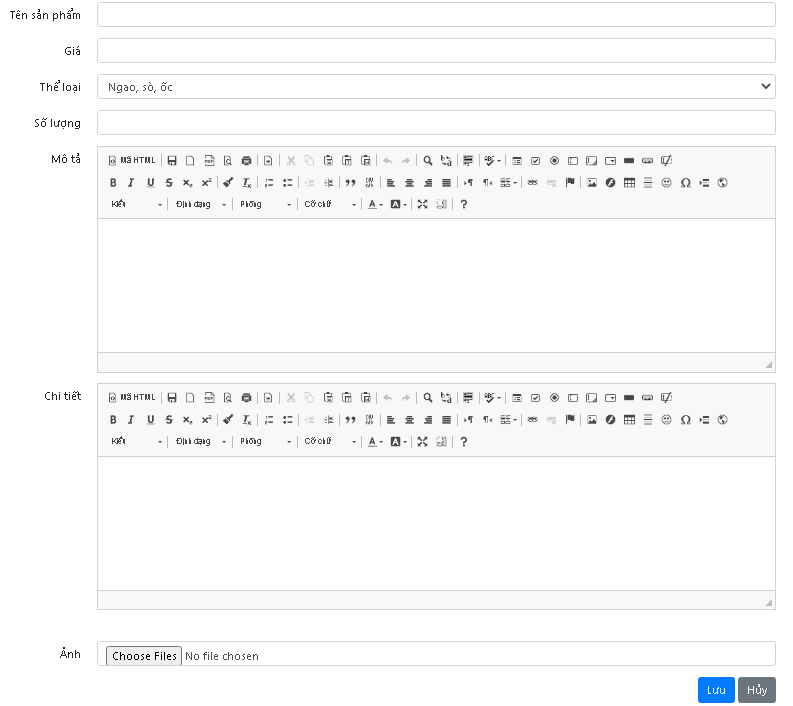 Tên sản phẩm
Giá
Thể loại
Ngao, sò, ốc
Số lượng
Mô tả
Mã HTML
B I U S x₂ x² Tx
Kiểu Định dạng Phông Cỡ chữ A A ?
Chi tiết
Mã HTML
B I U S x₂ x² Tx
Kiểu Định dạng Phông Cỡ chữ A A ?
Ảnh
Choose Files No file chosen
Lưu Hủy